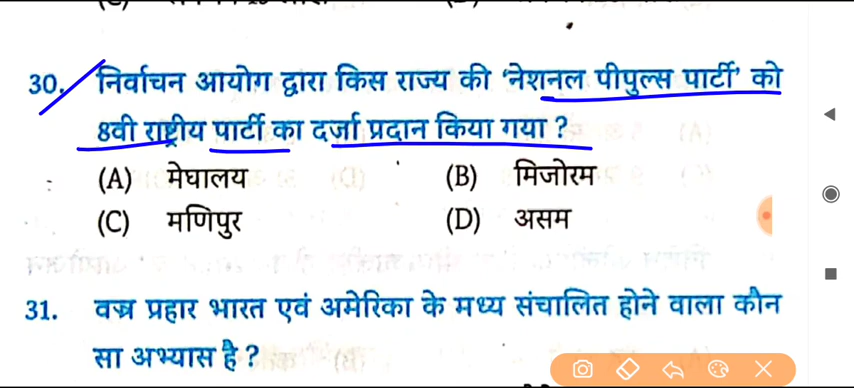 30. निर्वाचन आयोग द्वारा किस राज्य की 'नेशनल पीपुल्स पार्टी' को
8वी राष्ट्रीय पार्टी का दर्जा प्रदान किया गया ?
(A) मेघालय (B) मिजोरम
(C) मणिपुर (D) असम
31. वज्र प्रहार भारत एवं अमेरिका के मध्य संचालित होने वाला कौन
सा अभ्यास है ?